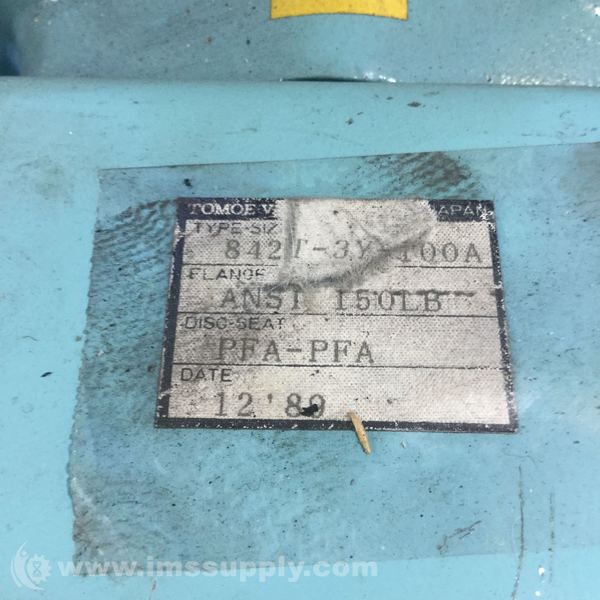 TOMOE V JAPAN
TYPE SIZ
842T-3Y-100A
FLANGE
ANSI 150LB
DISC-SEAT
PFA-PFA
DATE
12'89
www.imssupply.com